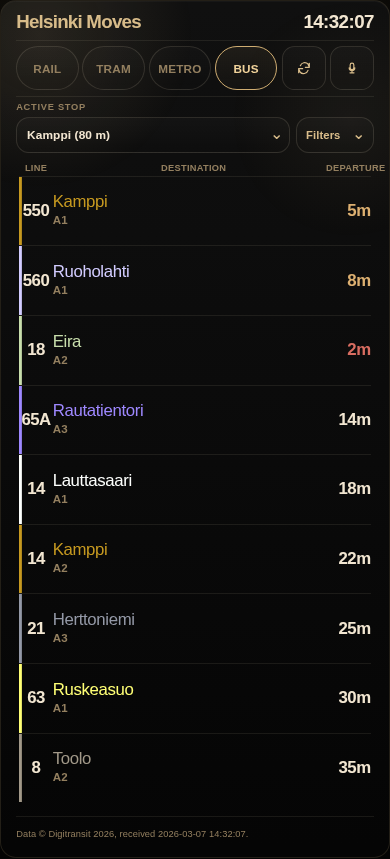 Helsinki Moves 14:32:07
RAIL TRAM METRO BUS
ACTIVE STOP
Kamppi (80 m) Filters
LINE DESTINATION DEPARTURE
550 Kamppi 5m
A1
560 Ruoholahti 8m
A1
18 Eira 2m
A2
65A Rautatientori 14m
A3
14 Lauttasaari 18m
A1
14 Kamppi 22m
A2
21 Herttoniemi 25m
A3
63 Ruskeasuo 30m
A1
8 Toolo 35m
A2
Data © Digitransit 2026, received 2026-03-07 14:32:07.